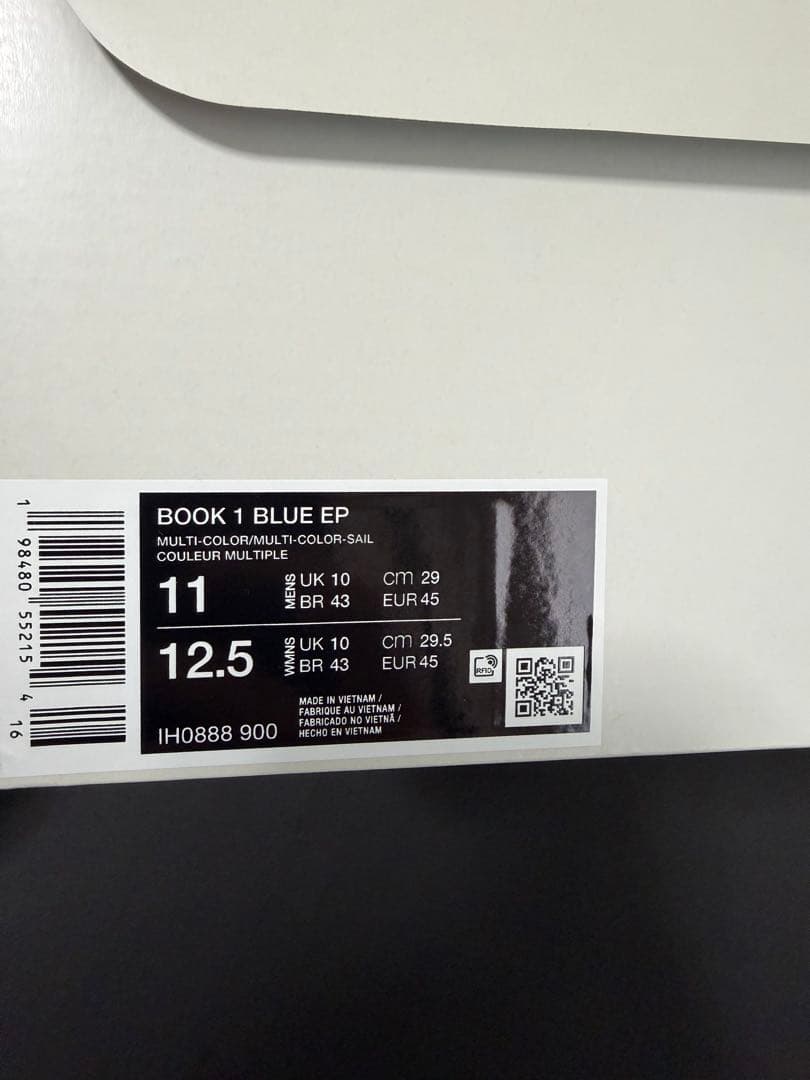 BOOK 1 BLUE EP
MULTI-COLOR/MULTI-COLOR-SAIL
COULEUR MULTIPLE
11 MENS UK 10 cm 29
BR 43 EUR 45
12.5 WMNS UK 10 cm 29.5
BR 43 EUR 45
RFID
MADE IN VIETNAM /
FABRIQUE AU VIETNAM /
FABRICADO NO VIETNÃ /
HECHO EN VIETNAM
IH0888 900
1 98480 55215 4 16